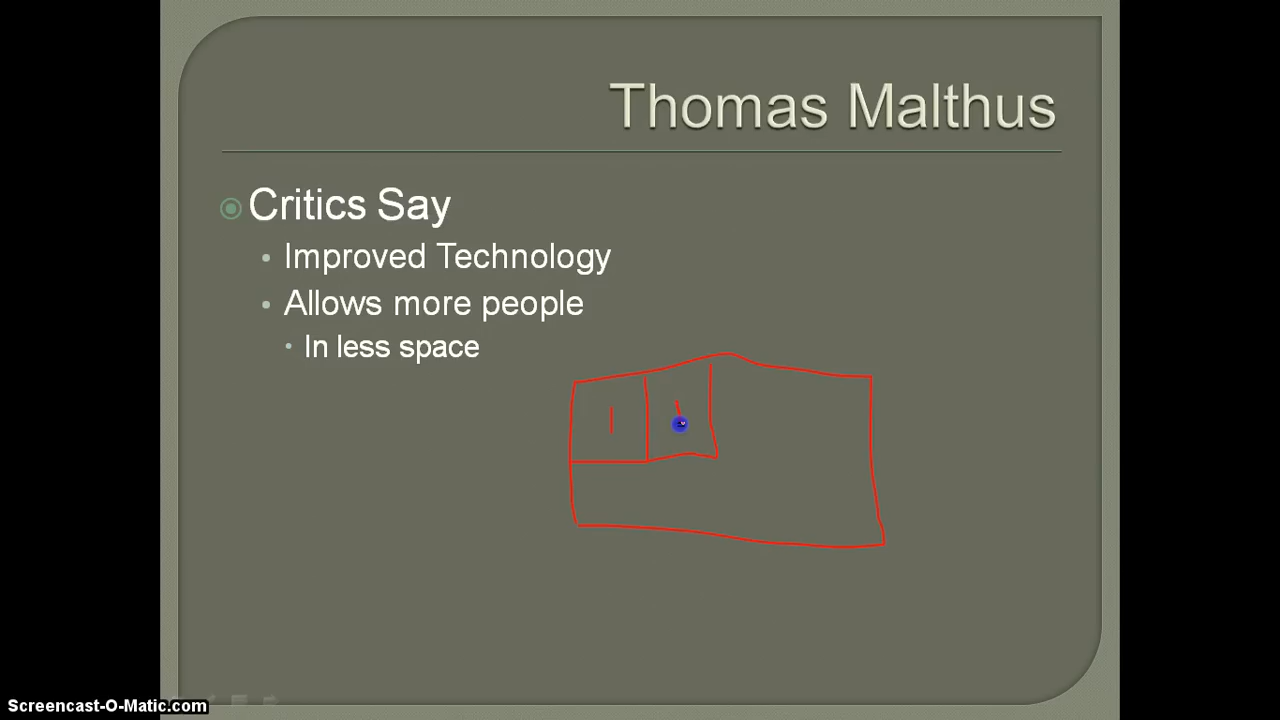 Thomas Malthus
Critics Say
Improved Technology
Allows more people
In less space
Screencast-O-Matic.com